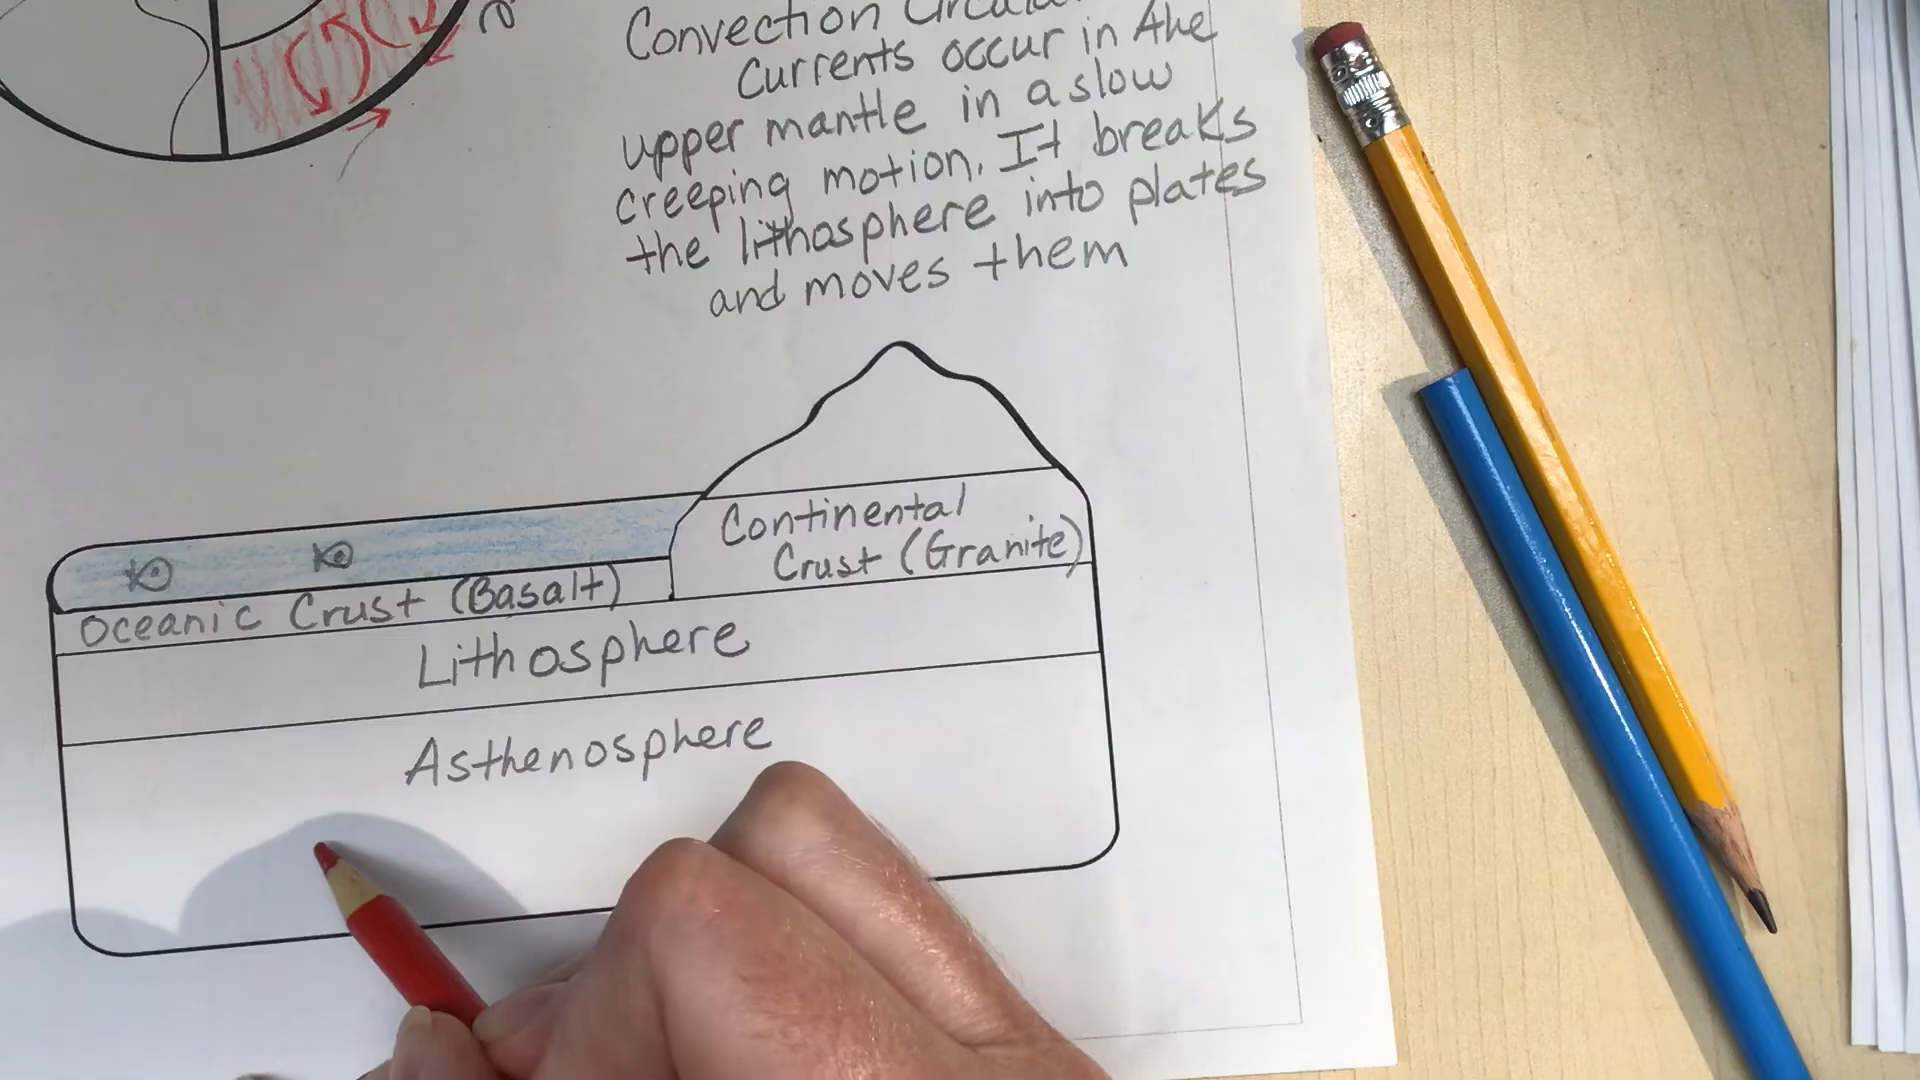 Convection
Currents occur in the
upper mantle in a slow
creeping motion. It breaks
the lithosphere into plates
and moves them
Continental
Crust (Granite)
Oceanic Crust (Basalt)
Lithosphere
Asthenosphere